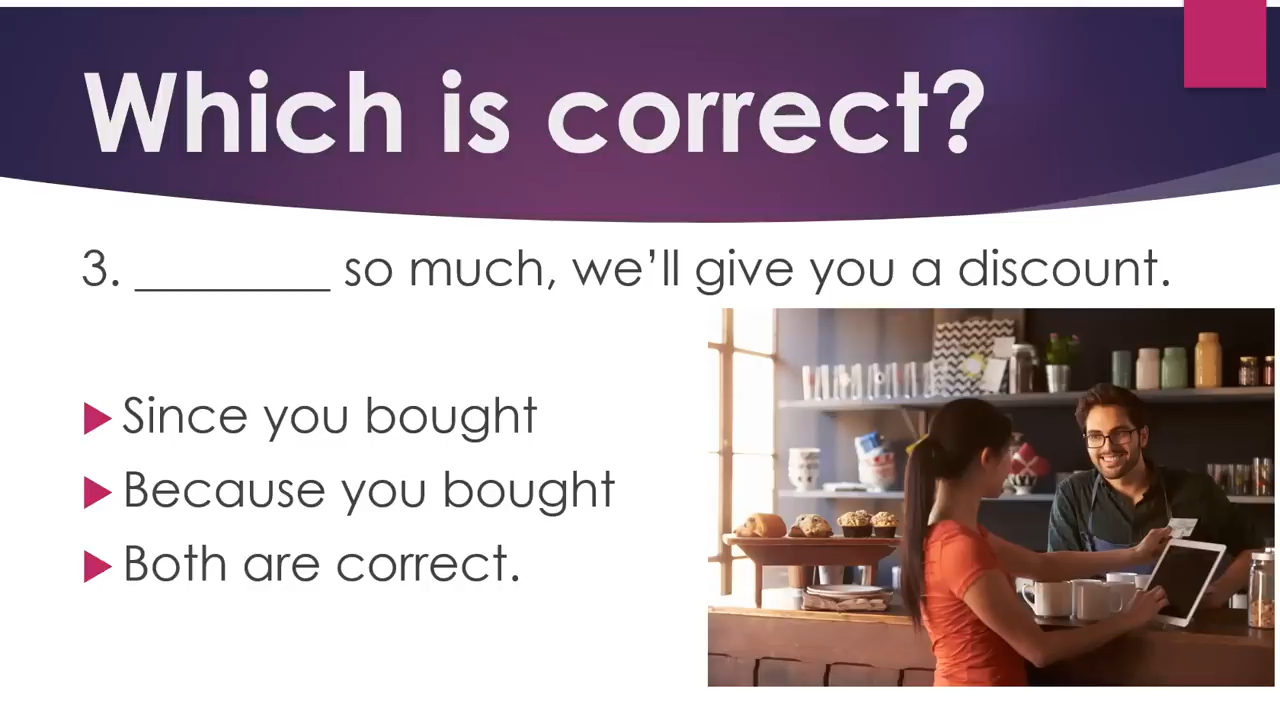 Which is correct?
3. ________ so much, we’ll give you a discount.
Since you bought
Because you bought
Both are correct.